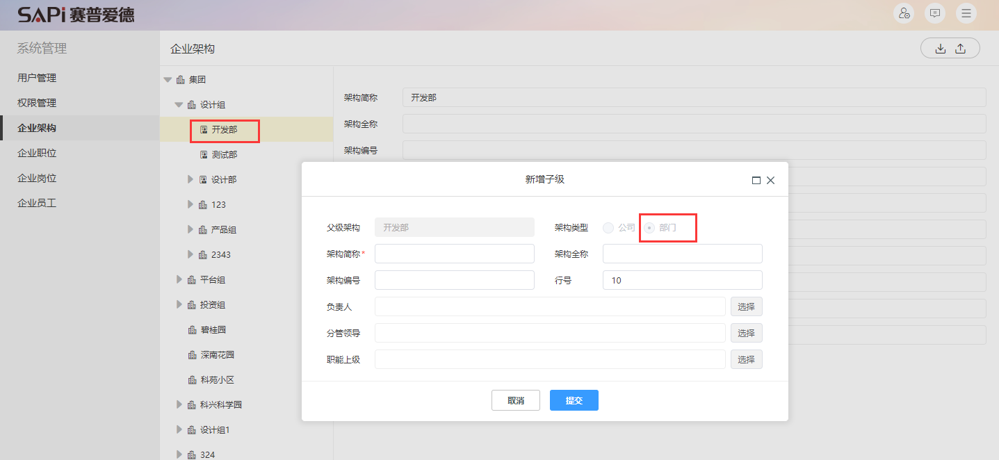 SAPi 赛普爱德
系统管理
用户管理
权限管理
企业架构
企业职位
企业岗位
企业员工
企业架构
集团
设计组
开发部
测试部
设计部
123
产品组
2343
平台组
投资组
碧桂园
深南花园
科苑小区
科兴科学园
设计组1
324
架构简称 开发部
架构全称
架构编号
新增子级
父级架构 开发部 架构类型 公司 部门
架构简称* 架构全称
架构编号 行号 10
负责人 选择
分管领导 选择
职能上级 选择
取消 提交